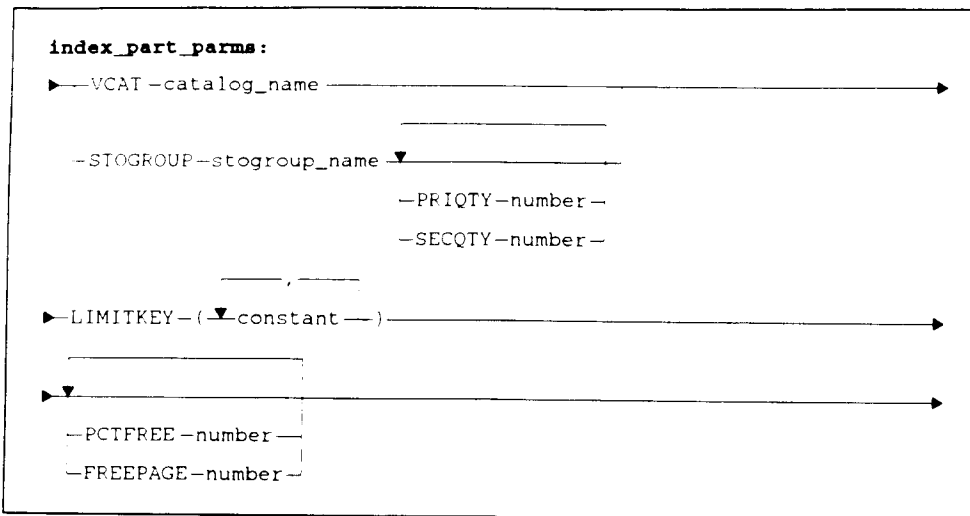 index_part_parms:
VCAT-catalog_name
STOGROUP-stogroup_name
PRIQTY-number
SECQTY-number
,
LIMITKEY-(constant)
PCTFREE-number
FREEPAGE-number